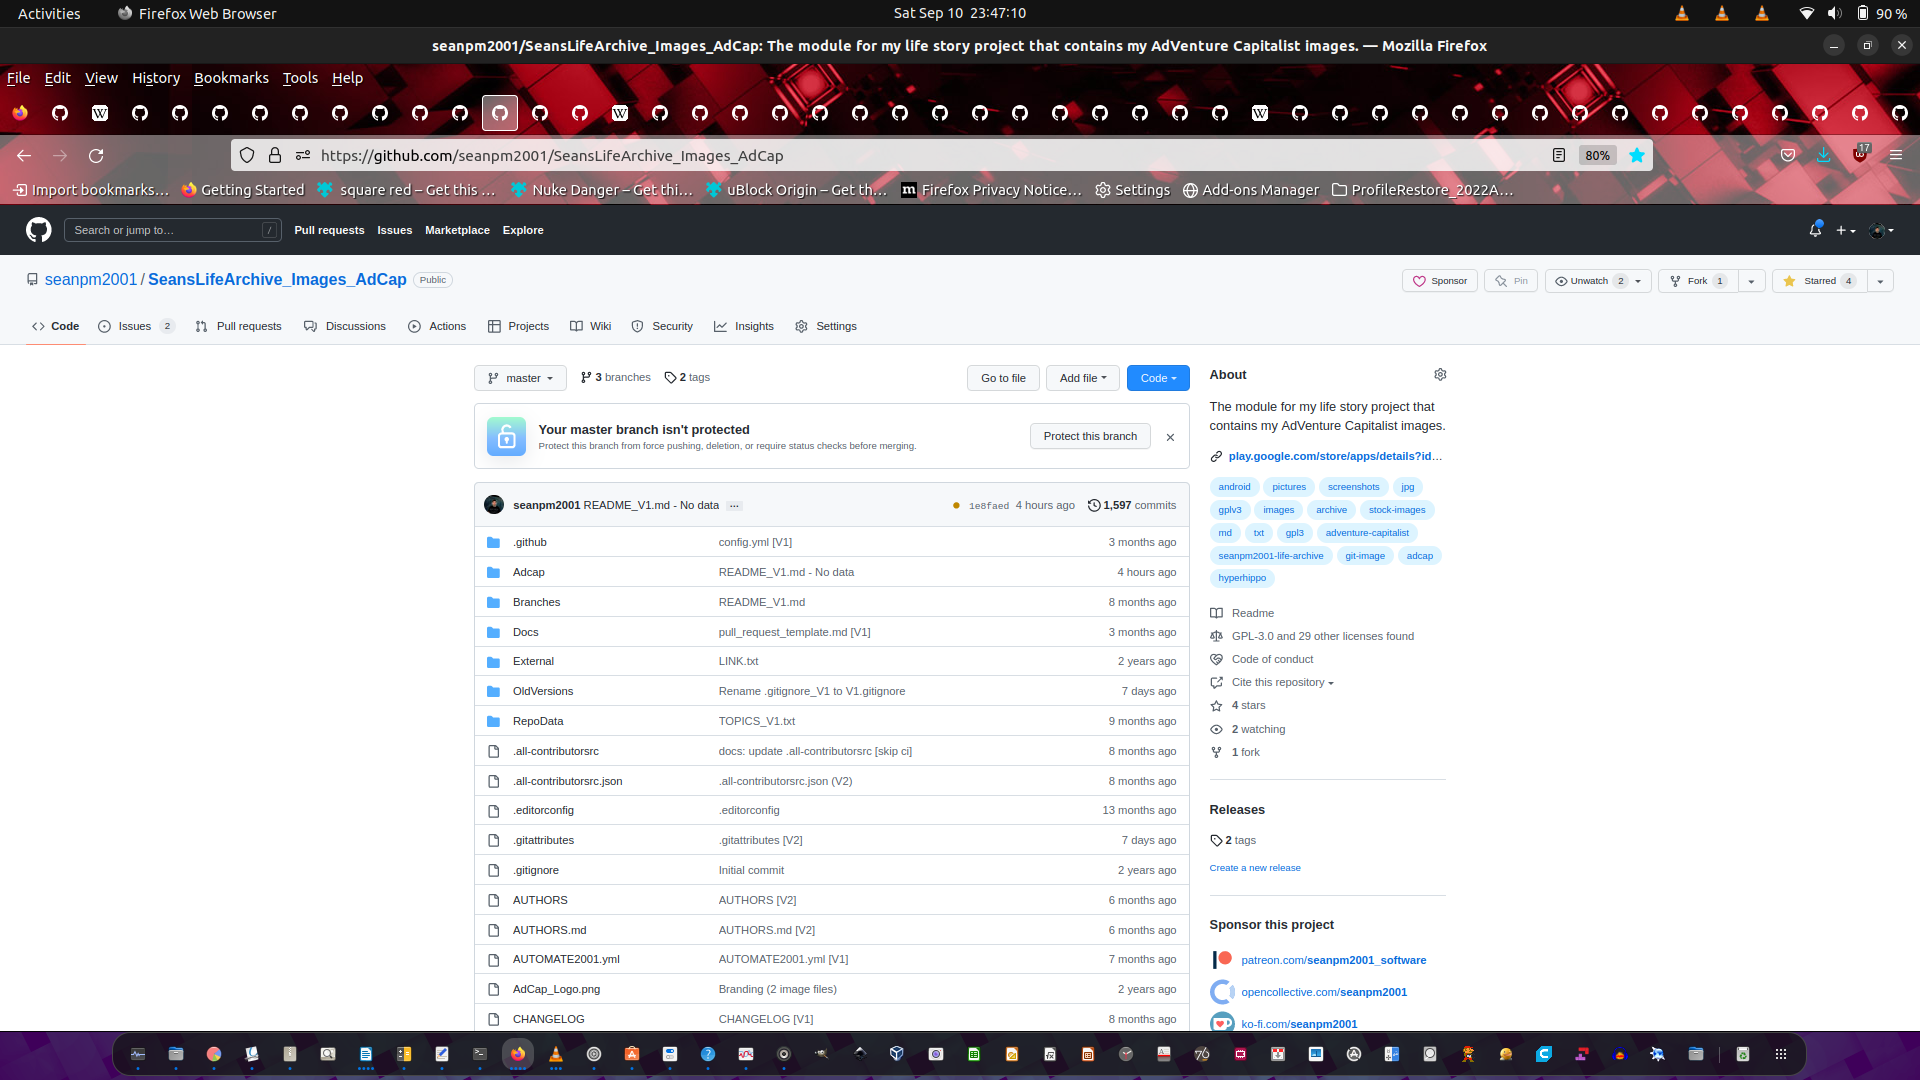 Activities Firefox Web Browser Sat Sep 10 23:47:10 90 %
seanpm2001/SeansLifeArchive_Images_AdCap: The module for my life story project that contains my AdVenture Capitalist images. — Mozilla Firefox
File Edit View History Bookmarks Tools Help
https://github.com/seanpm2001/SeansLifeArchive_Images_AdCap 80% 17
Import bookmarks… Getting Started square red – Get this … Nuke Danger – Get thi… uBlock Origin – Get th… Firefox Privacy Notice… Settings Add-ons Manager ProfileRestore_2022A…
Search or jump to… / Pull requests Issues Marketplace Explore
seanpm2001 / SeansLifeArchive_Images_AdCap Public Sponsor Pin Unwatch 2 Fork 1 Starred 4
Code Issues 2 Pull requests Discussions Actions Projects Wiki Security Insights Settings
master 3 branches 2 tags Go to file Add file Code
Your master branch isn't protected
Protect this branch from force pushing, deletion, or require status checks before merging.
Protect this branch
seanpm2001 README_V1.md - No data … 1e8faed 4 hours ago 1,597 commits
.github config.yml [V1] 3 months ago
Adcap README_V1.md - No data 4 hours ago
Branches README_V1.md 8 months ago
Docs pull_request_template.md [V1] 3 months ago
External LINK.txt 2 years ago
OldVersions Rename .gitignore_V1 to V1.gitignore 7 days ago
RepoData TOPICS_V1.txt 9 months ago
.all-contributorsrc docs: update .all-contributorsrc [skip ci] 8 months ago
.all-contributorsrc.json .all-contributorsrc.json (V2) 8 months ago
.editorconfig .editorconfig 13 months ago
.gitattributes .gitattributes [V2] 7 days ago
.gitignore Initial commit 2 years ago
AUTHORS AUTHORS [V2] 6 months ago
AUTHORS.md AUTHORS.md [V2] 6 months ago
AUTOMATE2001.yml AUTOMATE2001.yml [V1] 7 months ago
AdCap_Logo.png Branding (2 image files) 2 years ago
CHANGELOG CHANGELOG [V1] 8 months ago
About
The module for my life story project that
contains my AdVenture Capitalist images.
play.google.com/store/apps/details?id…
android pictures screenshots jpg
gplv3 images archive stock-images
md txt gpl3 adventure-capitalist
seanpm2001-life-archive git-image adcap
hyperhippo
Readme
GPL-3.0 and 29 other licenses found
Code of conduct
Cite this repository
4 stars
2 watching
1 fork
Releases
2 tags
Create a new release
Sponsor this project
patreon.com/seanpm2001_software
opencollective.com/seanpm2001
ko-fi.com/seanpm2001